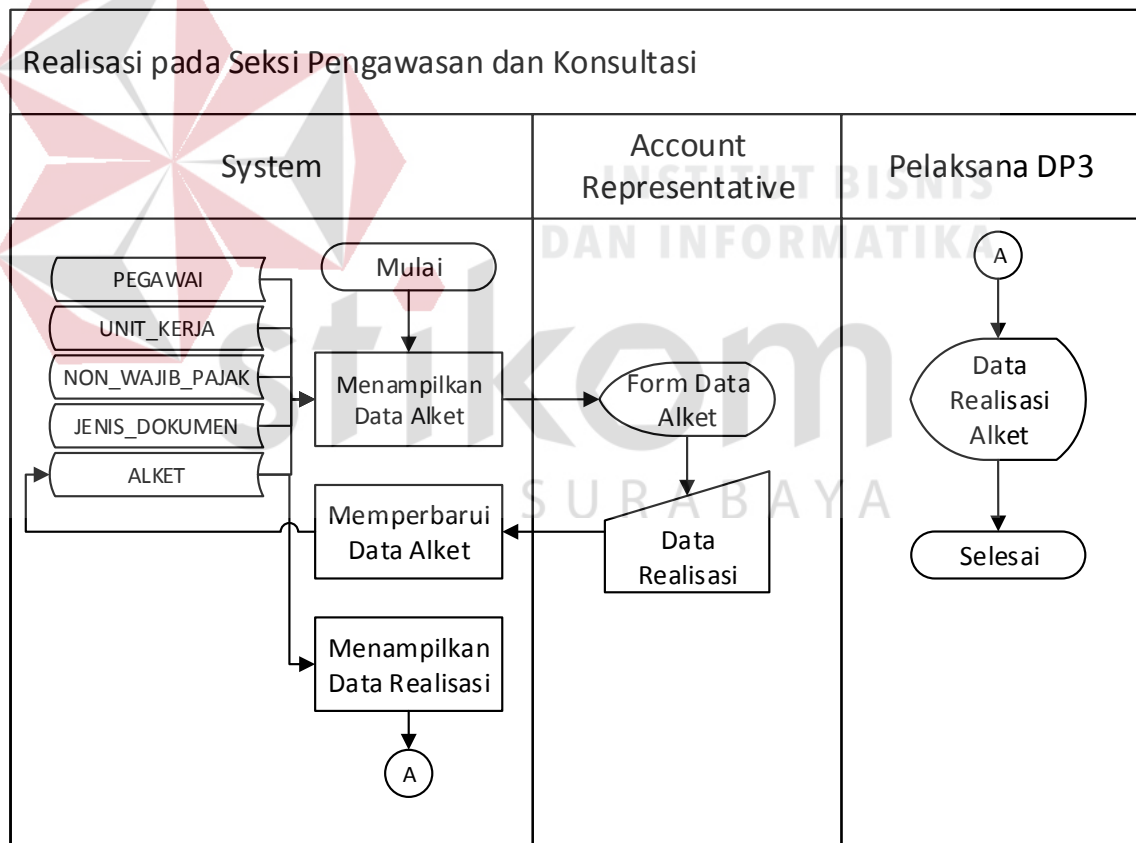 Realisasi pada Seksi Pengawasan dan Konsultasi
System
Account
Representative
Pelaksana DP3
INSTITUT BISNIS
DAN INFORMATIKA
stikom
SURABAYA
PEGAWAI
UNIT_KERJA
NON_WAJIB_PAJAK
JENIS_DOKUMEN
ALKET
Mulai
Menampilkan
Data Alket
Memperbarui
Data Alket
Menampilkan
Data Realisasi
A
Form Data
Alket
Data
Realisasi
A
Data
Realisasi
Alket
Selesai